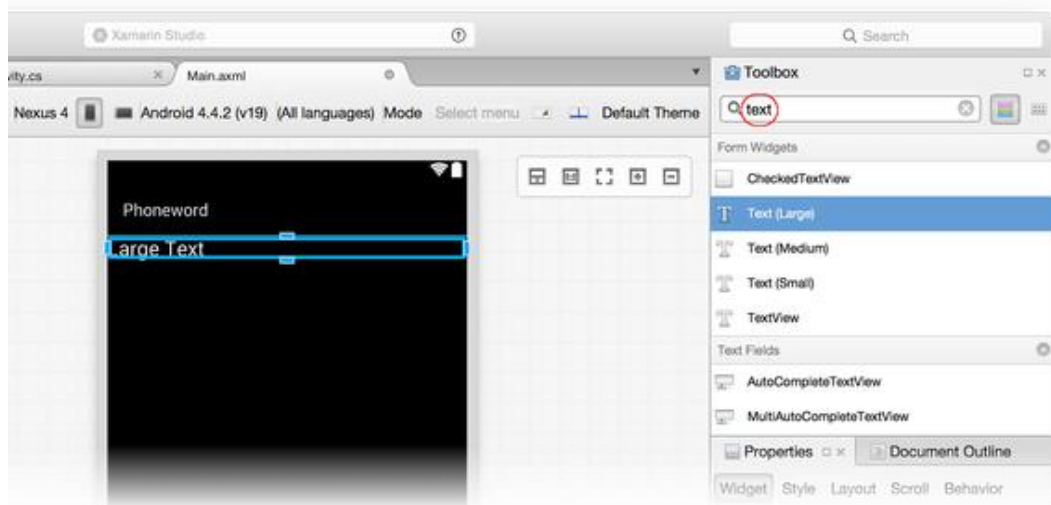 Xamarin Studio
Search
vity.cs
Main.axml
Toolbox
Nexus 4 Android 4.4.2 (v19) (All languages) Mode Select menu Default Theme
text
Form Widgets
CheckedTextView
Text (Large)
Text (Medium)
Text (Small)
TextView
Text Fields
AutoCompleteTextView
MultiAutoCompleteTextView
Properties
Document Outline
Widget Style Layout Scroll Behavior
Phoneword
Large Text